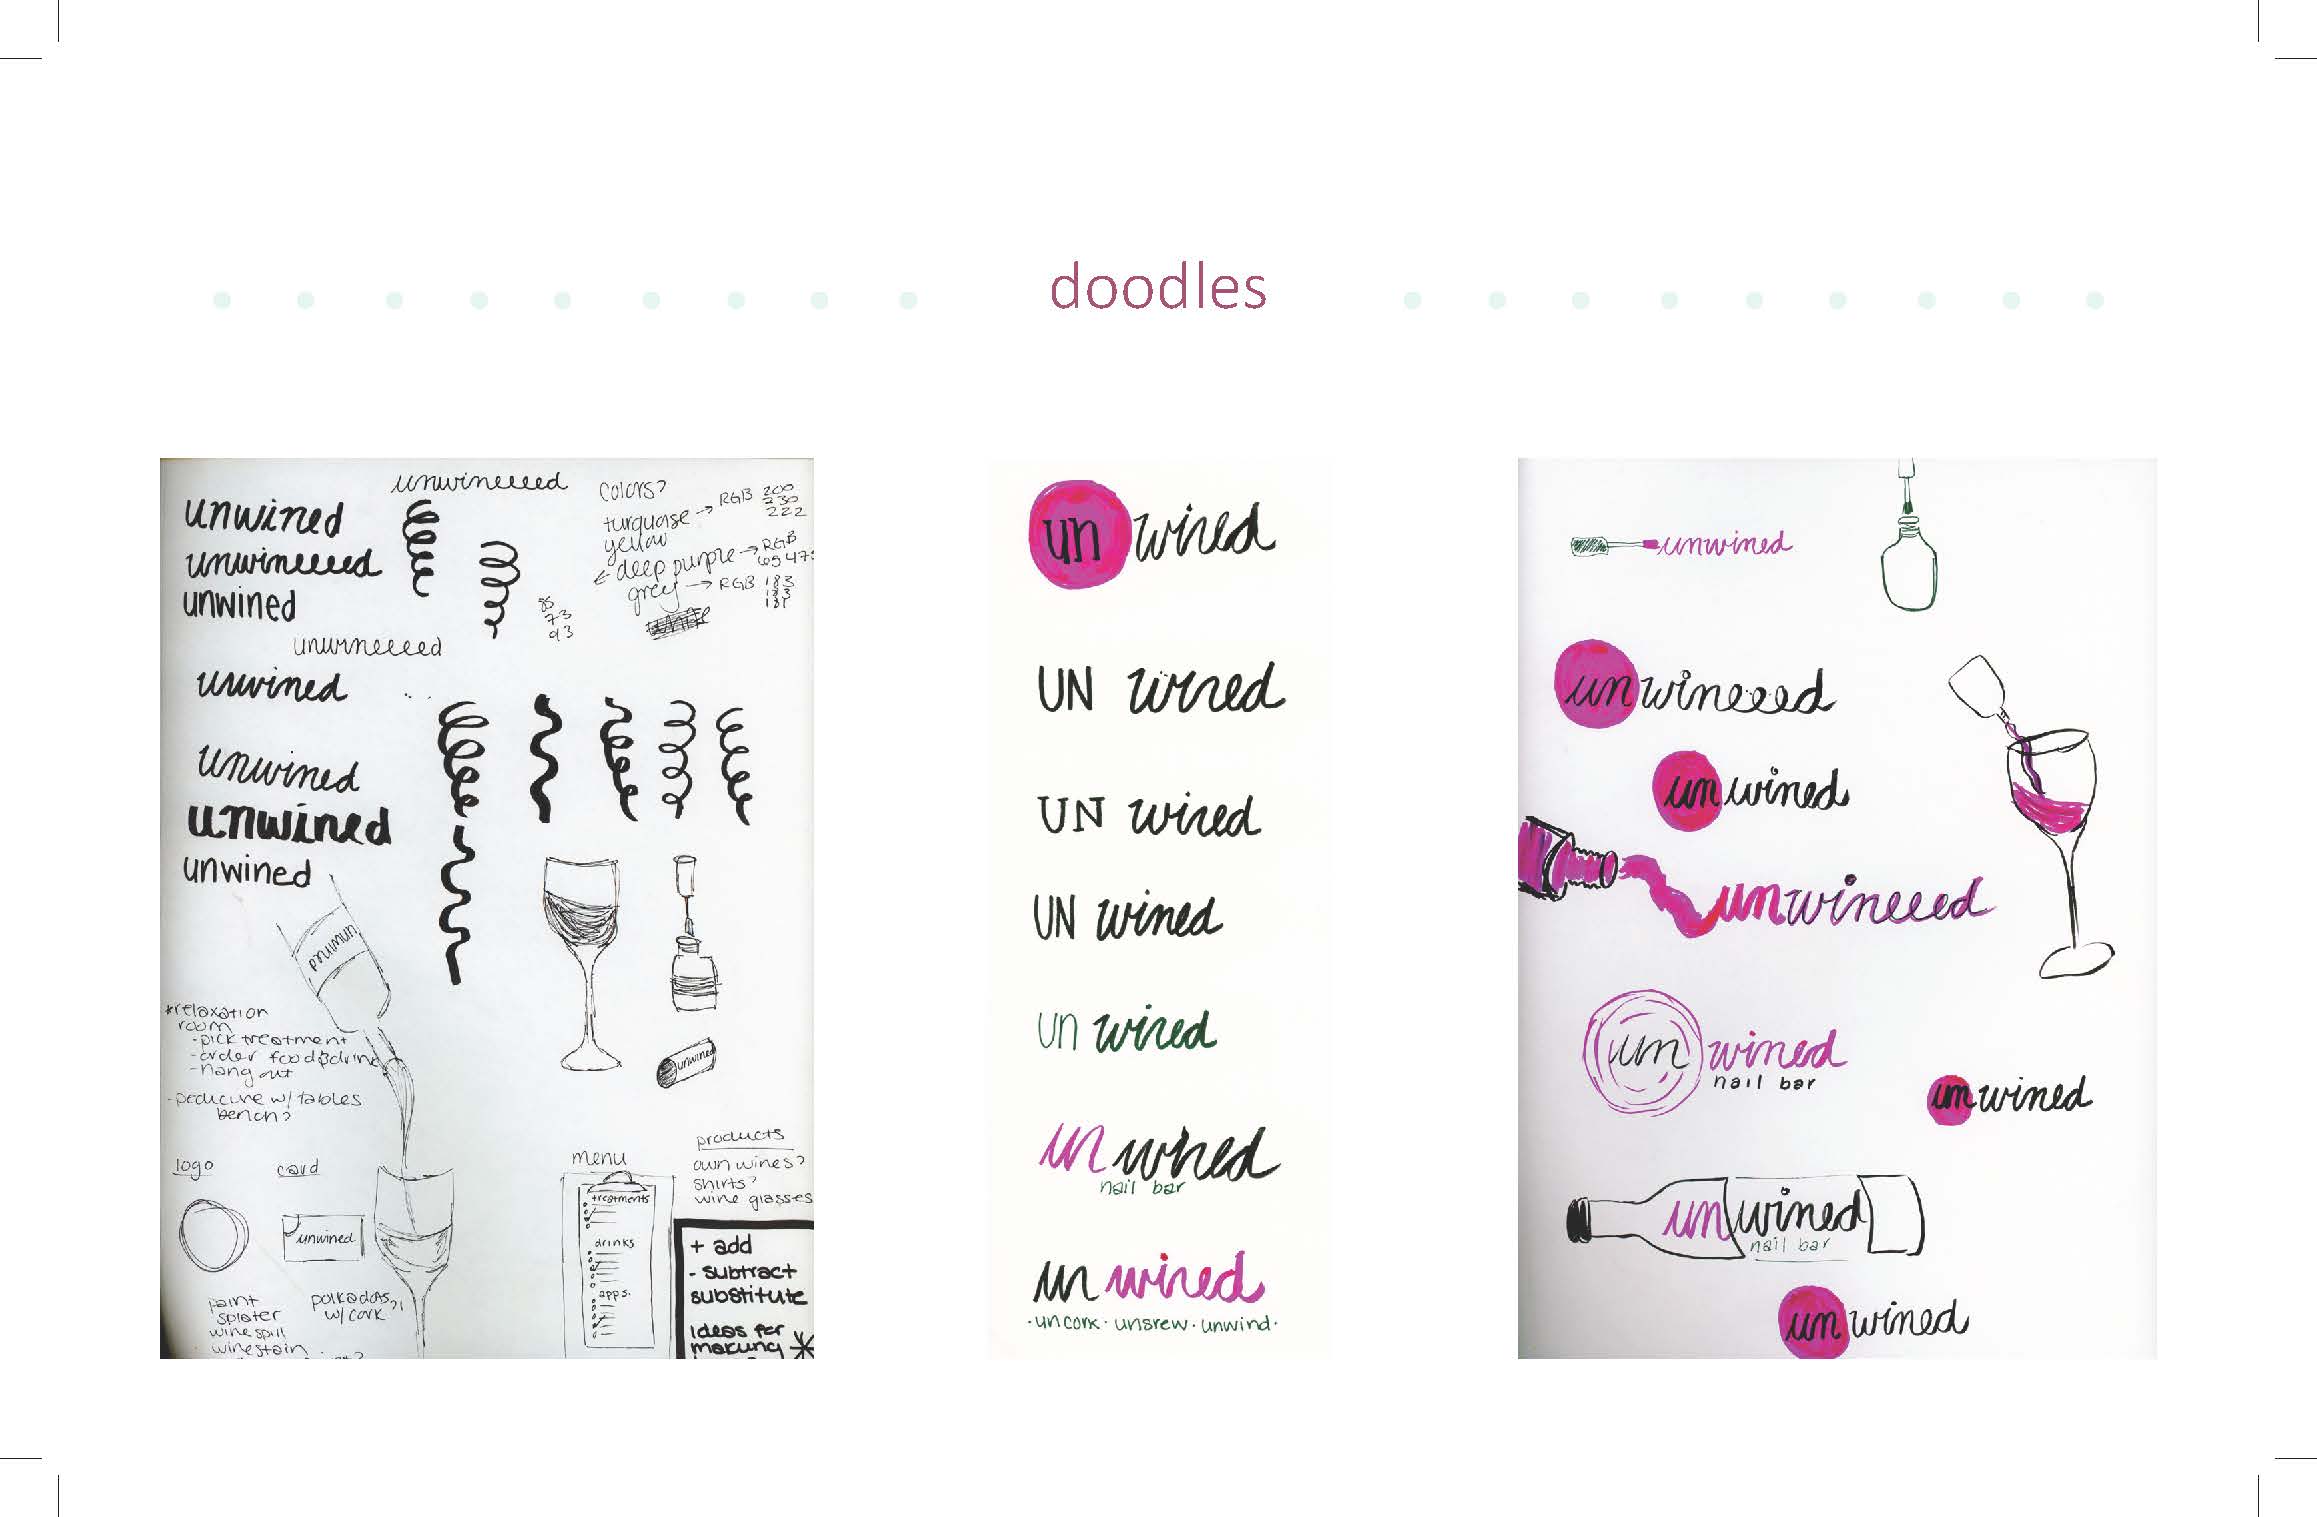 doodles
unwineeeed
unwined
unwineeeed
unwined
unwineeeed
unwined
unwined
unwined
unwined
colors?
turquoise → RGB 200
230
222
yellow
deep purple → RGB
65 47
grey → RGB 183
183
181
85
73
93
unwined
*relaxation
room
- pick treatment
- order food & drink
- hang out
- pedicure w/ tables
bench?
logo
card
unwined
paint
splater
wine spill
wine stain
polkadots
w/ cork?!
unwined
menu
treatments
drinks
apps.
products
own wines?
shirts?
wine glasses
+ add
- subtract
substitute
ideas for
making
un wined
UN wined
UN wined
UN wined
un wined
un wined
nail bar
un wined
· uncork · unsrew · unwind ·
unwined
unwineeed
unwined
unwineeed
un wined
nail bar
unwined
unwined
nail bar
unwined